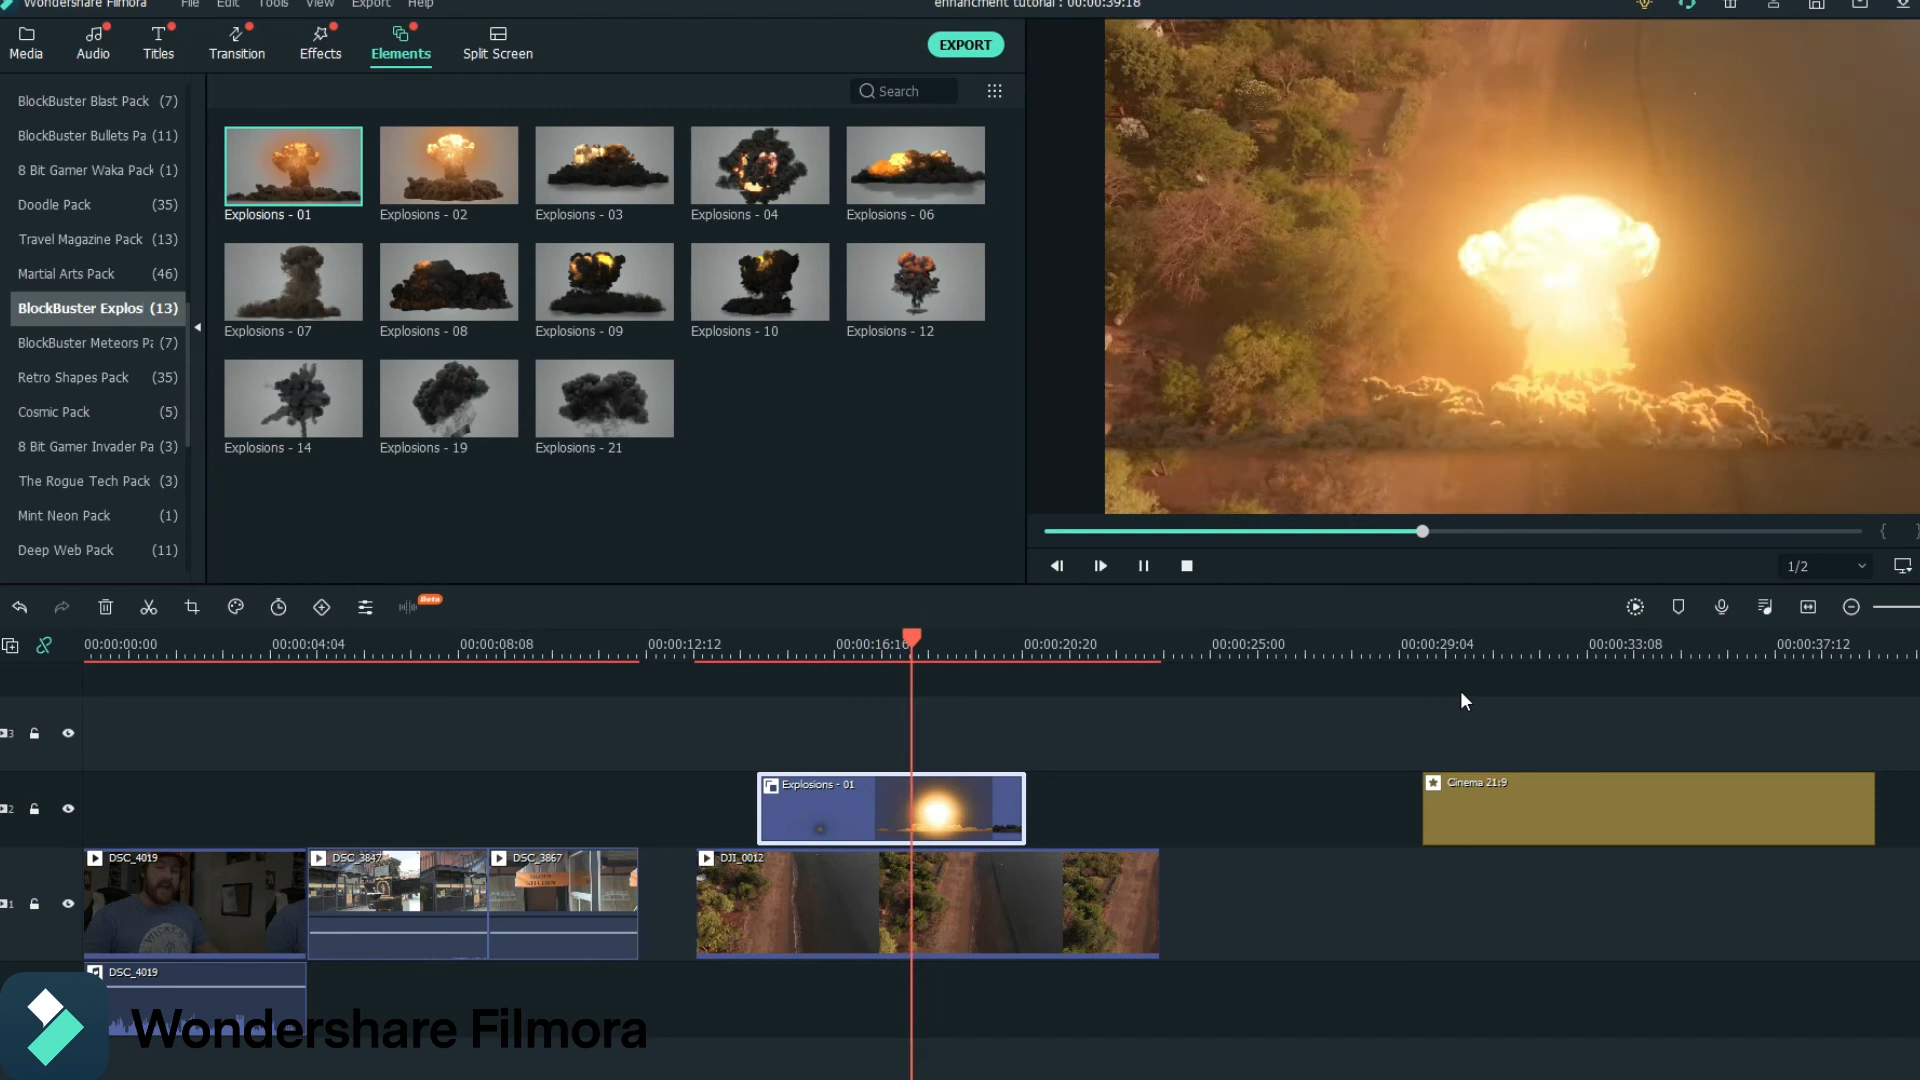 Wondershare Filmora File Edit Tools View Export Help enhancment tutorial : 00:00:39:18
Media Audio Titles Transition Effects Elements Split Screen EXPORT
Search
BlockBuster Blast Pack (7)
BlockBuster Bullets Pa (11)
8 Bit Gamer Waka Pack (1)
Doodle Pack (35)
Travel Magazine Pack (13)
Martial Arts Pack (46)
BlockBuster Explos (13)
BlockBuster Meteors Pa (7)
Retro Shapes Pack (35)
Cosmic Pack (5)
8 Bit Gamer Invader Pa (3)
The Rogue Tech Pack (3)
Mint Neon Pack (1)
Deep Web Pack (11)
Explosions - 01 Explosions - 02 Explosions - 03 Explosions - 04 Explosions - 06
Explosions - 07 Explosions - 08 Explosions - 09 Explosions - 10 Explosions - 12
Explosions - 14 Explosions - 19 Explosions - 21
1/2
Beta
00:00:00:00 00:00:04:04 00:00:08:08 00:00:12:12 00:00:16:16 00:00:20:20 00:00:25:00 00:00:29:04 00:00:33:08 00:00:37:12
3
2 Explosions - 01 Cinema 21:9
1 DSC_4019 DSC_3847 DSC_3867 DJI_0012
DSC_4019
Wondershare Filmora